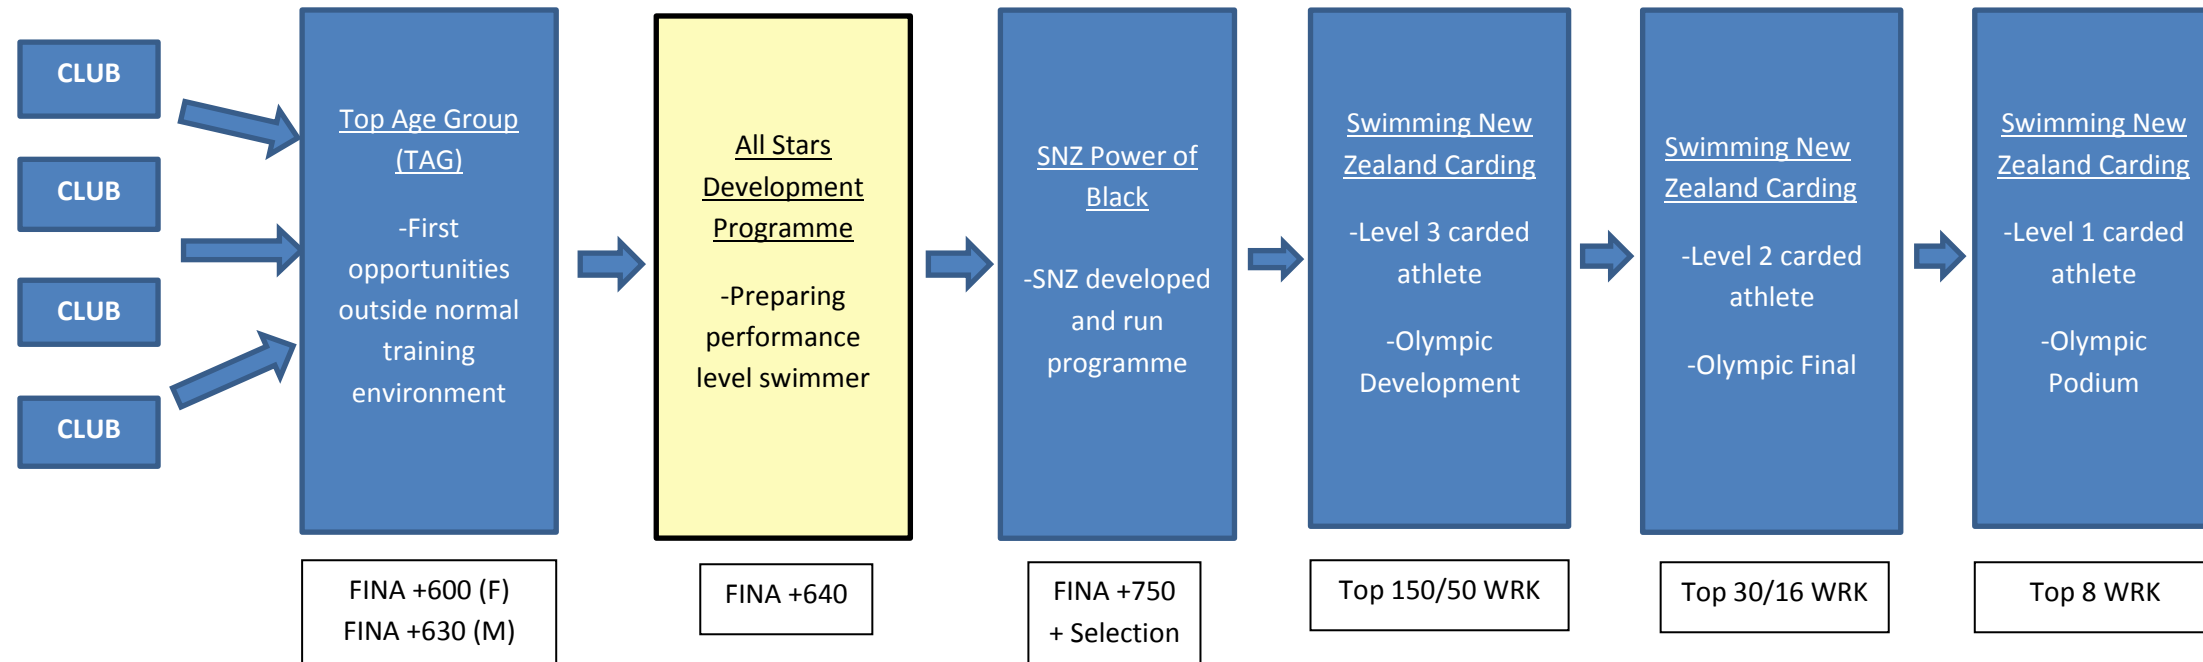 CLUB
CLUB
CLUB
CLUB
Top Age Group
(TAG)
-First
opportunities
outside normal
training
environment
FINA +600 (F)
FINA +630 (M)
All Stars
Development
Programme
-Preparing
performance
level swimmer
FINA +640
SNZ Power of
Black
-SNZ developed
and run
programme
FINA +750
+ Selection
Swimming New
Zealand Carding
-Level 3 carded
athlete
-Olympic
Development
Top 150/50 WRK
Swimming New
Zealand Carding
-Level 2 carded
athlete
-Olympic Final
Top 30/16 WRK
Swimming New
Zealand Carding
-Level 1 carded
athlete
-Olympic
Podium
Top 8 WRK